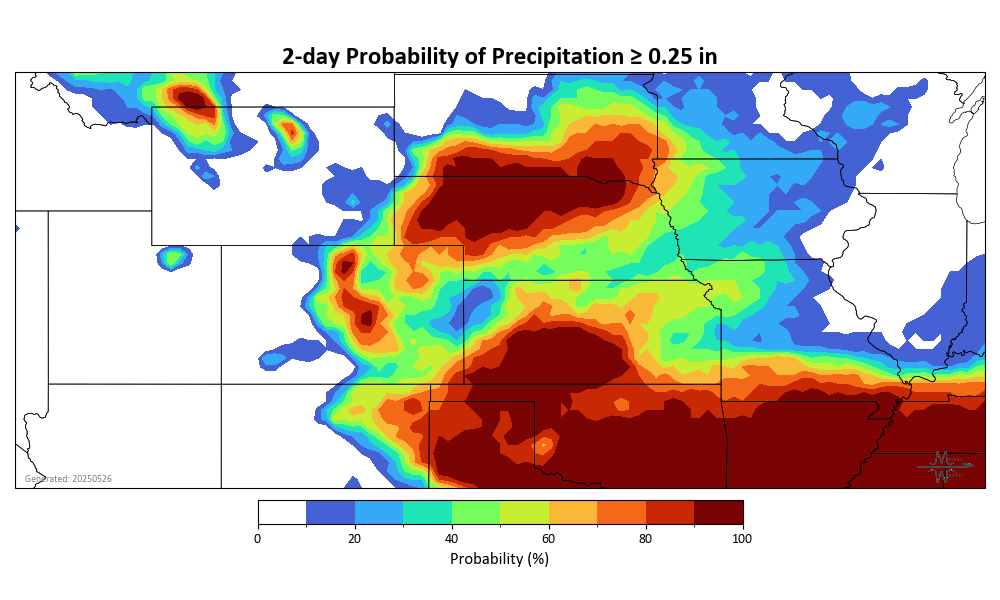 2-day Probability of Precipitation ≥ 0.25 in
Generated: 20250526
0 20 40 60 80 100
Probability (%)